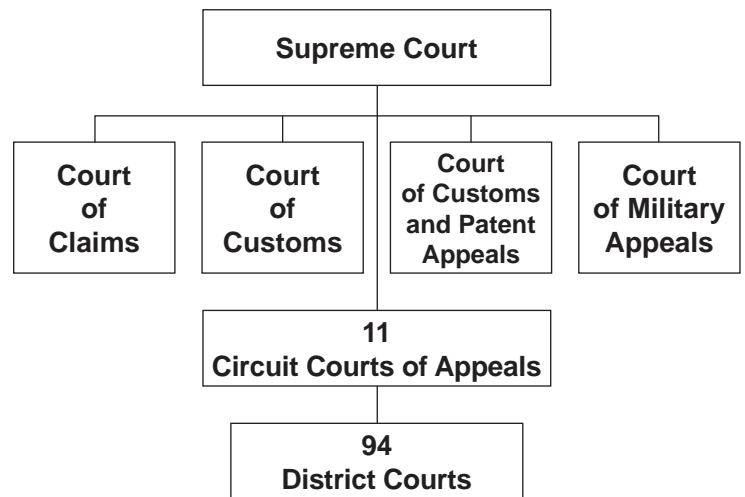 Supreme Court
Court
of
Claims
Court
of
Customs
Court
of Customs
and Patent
Appeals
Court
of Military
Appeals
11
Circuit Courts of Appeals
94
District Courts